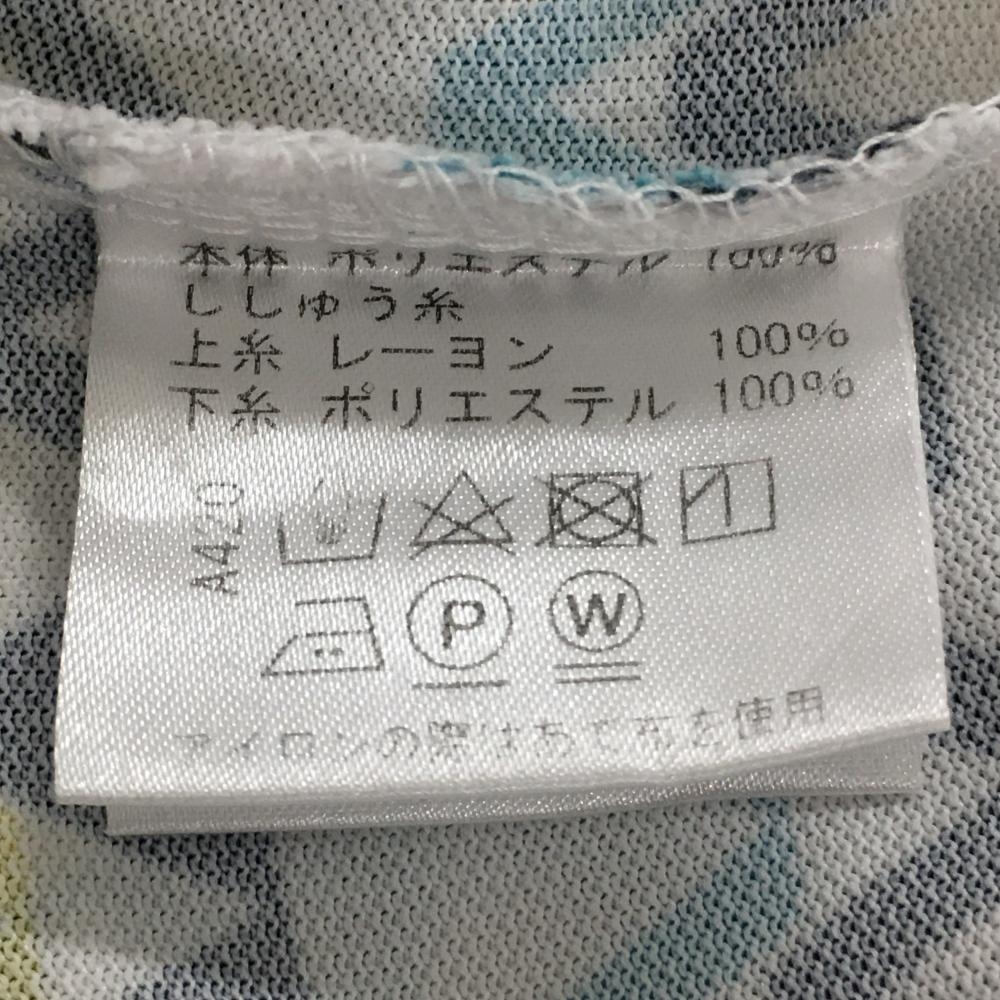 本体 ポリエステル 100%
ししゅう糸
上糸 レーヨン 100%
下糸 ポリエステル 100%
A420
P W
アイロンの際はあて布を使用